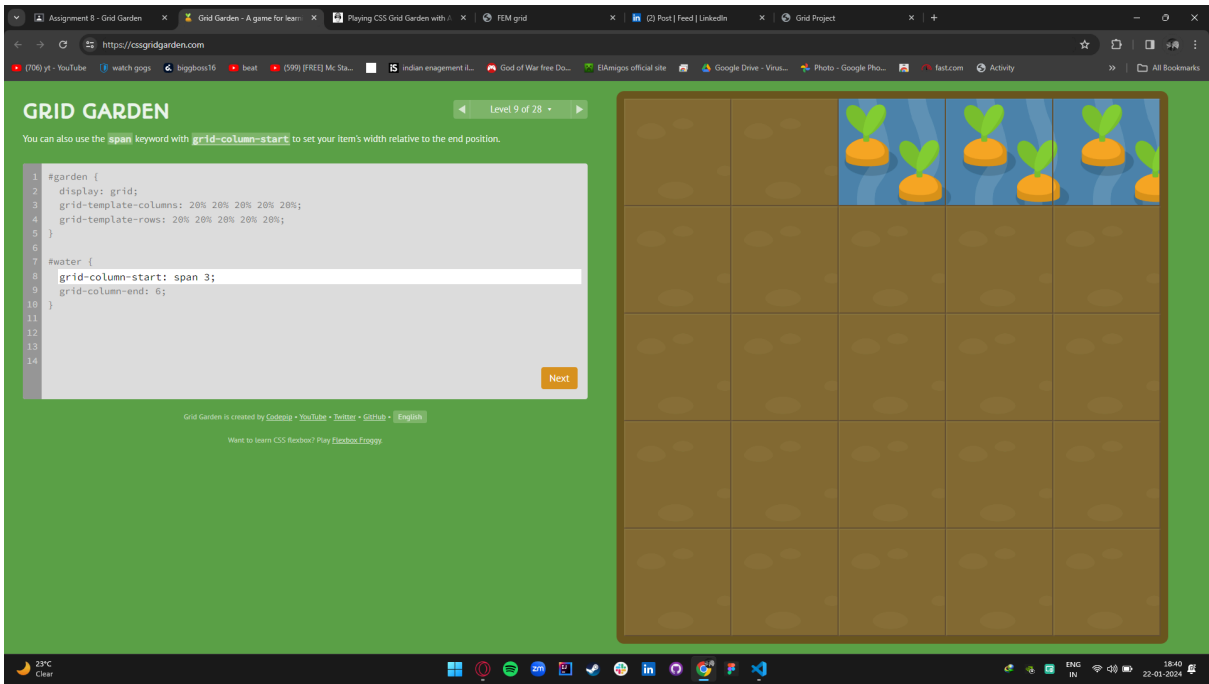 Assignment 8 - Grid Garden
Grid Garden - A game for learn
Playing CSS Grid Garden with A
FEM grid
(2) Post | Feed | LinkedIn
Grid Project
https://cssgridgarden.com
(706) yt - YouTube
watch gogs
biggboss16
beat
(599) [FREE] Mc Sta...
indian enagement il...
God of War free Do...
ElAmigos official site
Google Drive - Virus...
Photo - Google Pho...
fast.com
Activity
All Bookmarks
GRID GARDEN
Level 9 of 28
You can also use the span keyword with grid-column-start to set your item's width relative to the end position.
1 #garden {
2 display: grid;
3 grid-template-columns: 20% 20% 20% 20% 20%;
4 grid-template-rows: 20% 20% 20% 20% 20%;
5 }
6
7 #water {
8 grid-column-start: span 3;
9 grid-column-end: 6;
10 }
11
12
13
14
Next
Grid Garden is created by Codepip • YouTube • Twitter • GitHub • English
Want to learn CSS flexbox? Play Flexbox Froggy.
23°C
Clear
zm
ENG
IN
18:40
22-01-2024